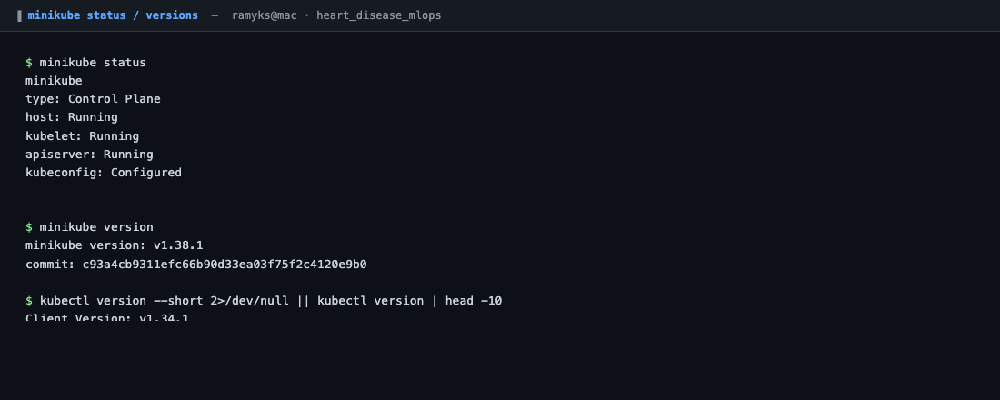 minikube status / versions — ramyks@mac · heart_disease_mlops
$ minikube status
minikube
type: Control Plane
host: Running
kubelet: Running
apiserver: Running
kubeconfig: Configured
$ minikube version
minikube version: v1.38.1
commit: c93a4cb9311efc66b90d33ea03f75f2c4120e9b0
$ kubectl version --short 2>/dev/null || kubectl version | head -10
Client Version: v1.34.1